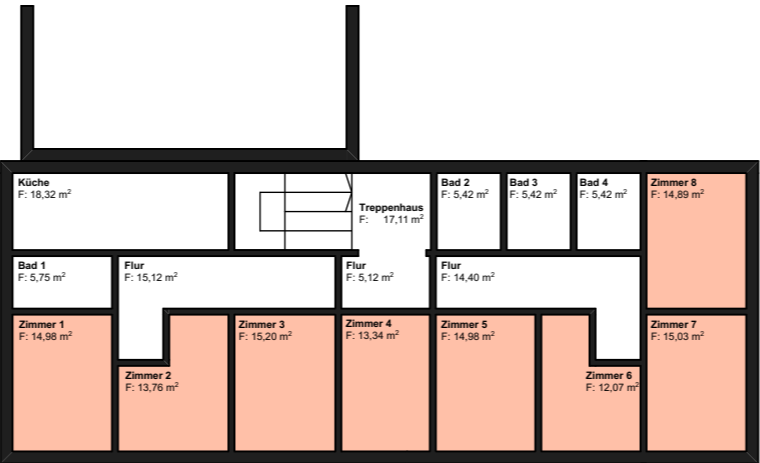 Küche
F: 18,32 m²
Treppenhaus
F: 17,11 m²
Bad 2
F: 5,42 m²
Bad 3
F: 5,42 m²
Bad 4
F: 5,42 m²
Zimmer 8
F: 14,89 m²
Bad 1
F: 5,75 m²
Flur
F: 15,12 m²
Flur
F: 5,12 m²
Flur
F: 14,40 m²
Zimmer 1
F: 14,98 m²
Zimmer 2
F: 13,76 m²
Zimmer 3
F: 15,20 m²
Zimmer 4
F: 13,34 m²
Zimmer 5
F: 14,98 m²
Zimmer 6
F: 12,07 m²
Zimmer 7
F: 15,03 m²